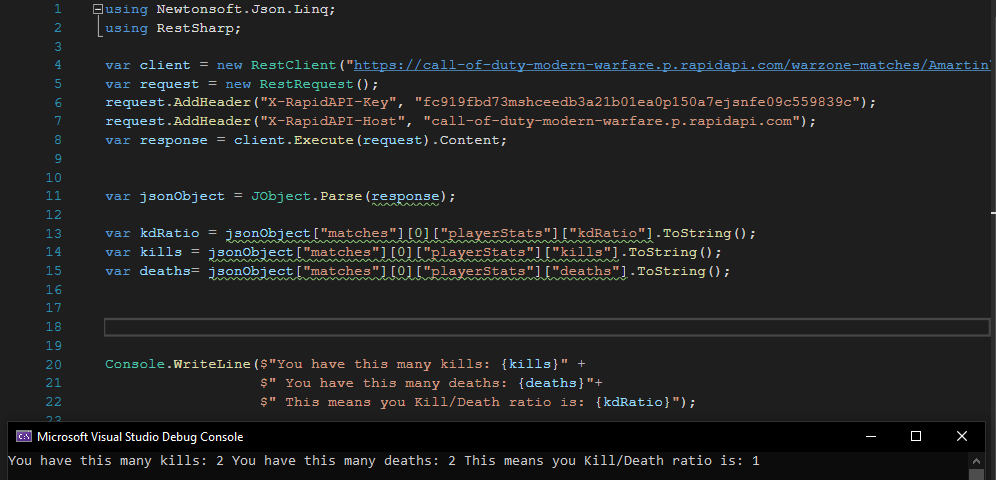 1 using Newtonsoft.Json.Linq;
2 using RestSharp;
3
4 var client = new RestClient("https://call-of-duty-modern-warfare.p.rapidapi.com/warzone-matches/Amartin
5 var request = new RestRequest();
6 request.AddHeader("X-RapidAPI-Key", "fc919fbd73mshceedb3a21b01ea0p150a7ejsnfe09c559839c");
7 request.AddHeader("X-RapidAPI-Host", "call-of-duty-modern-warfare.p.rapidapi.com");
8 var response = client.Execute(request).Content;
9
10
11 var jsonObject = JObject.Parse(response);
12
13 var kdRatio = jsonObject["matches"][0]["playerStats"]["kdRatio"].ToString();
14 var kills = jsonObject["matches"][0]["playerStats"]["kills"].ToString();
15 var deaths= jsonObject["matches"][0]["playerStats"]["deaths"].ToString();
16
17
18
19
20 Console.WriteLine($"You have this many kills: {kills}" +
21 $" You have this many deaths: {deaths}"+
22 $" This means you Kill/Death ratio is: {kdRatio}");
23
C:\ Microsoft Visual Studio Debug Console
You have this many kills: 2 You have this many deaths: 2 This means you Kill/Death ratio is: 1